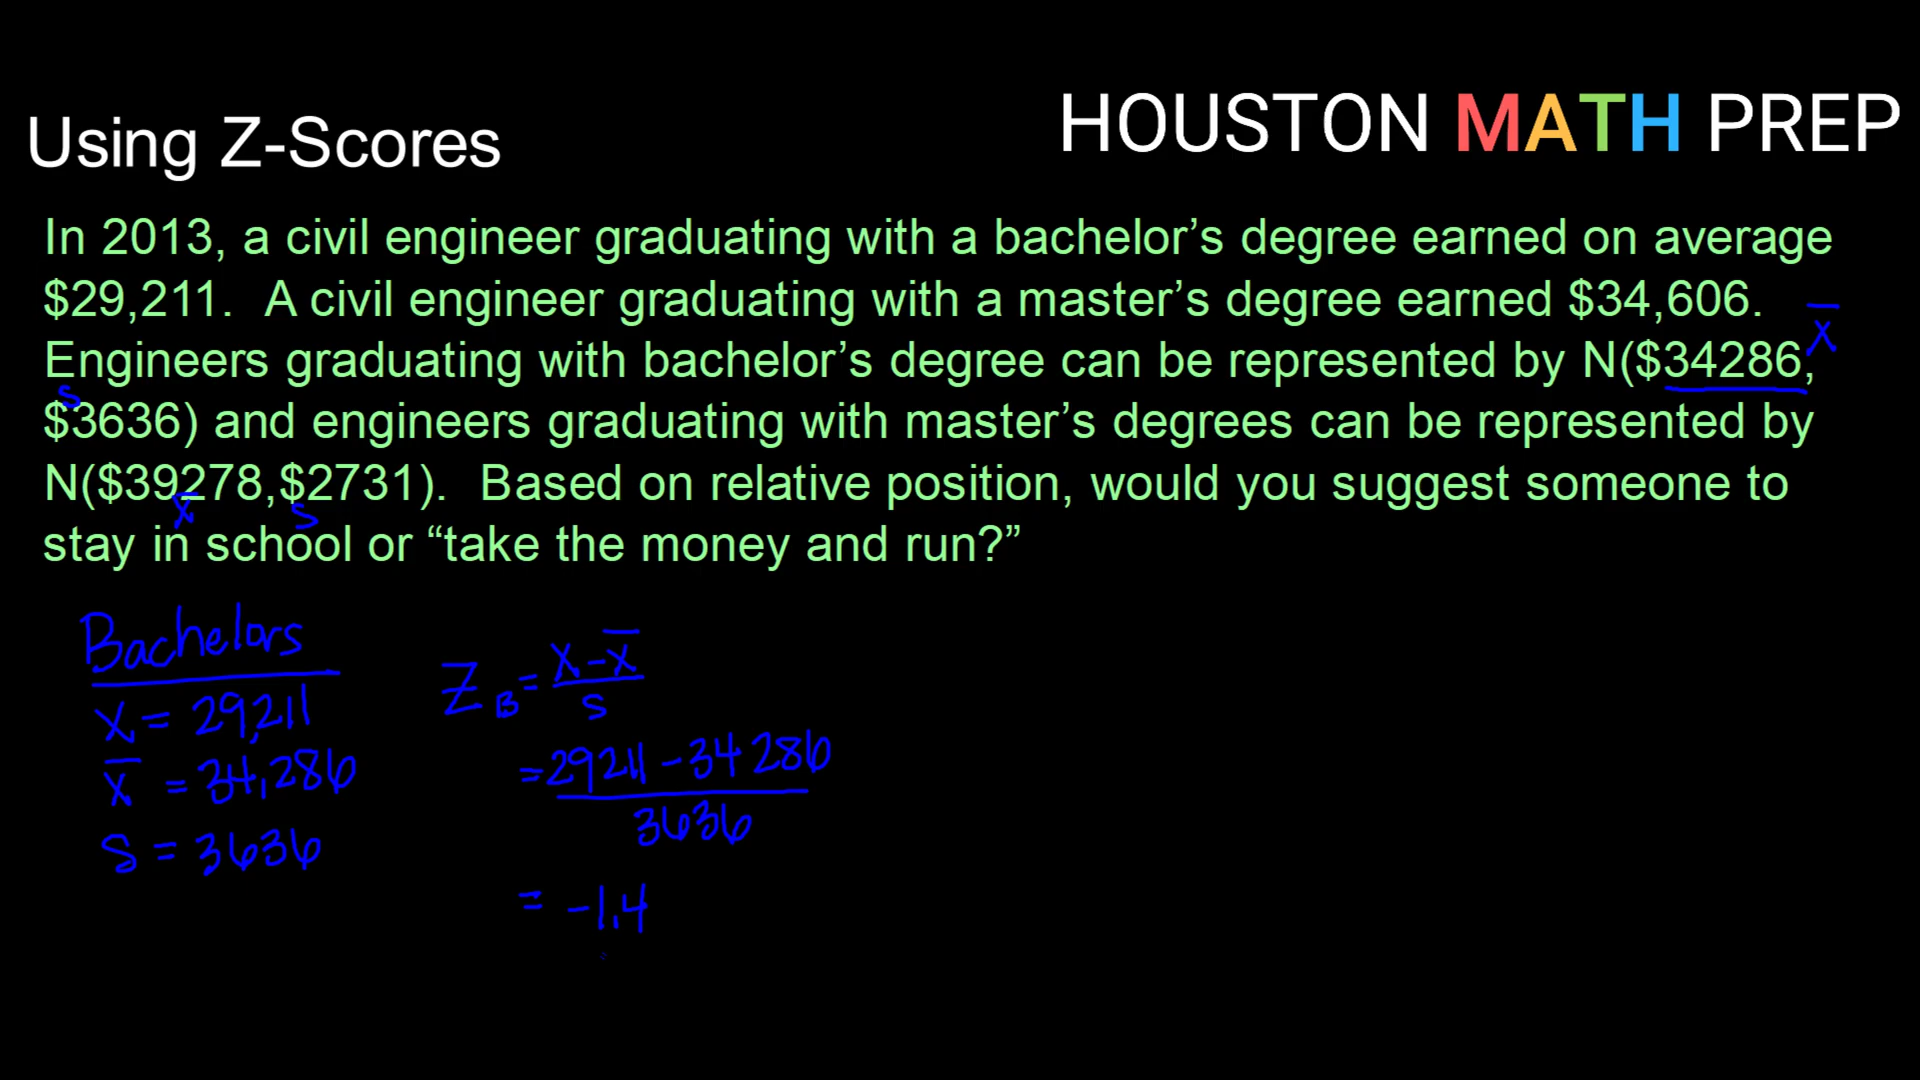 HOUSTON MATH PREP
Using Z-Scores
In 2013, a civil engineer graduating with a bachelor’s degree earned on average
$29,211.  A civil engineer graduating with a master’s degree earned $34,606.
x̄
Engineers graduating with bachelor’s degree can be represented by N($34286,
s
$3636) and engineers graduating with master’s degrees can be represented by
N($39278,$2731).  Based on relative position, would you suggest someone to
x̄ s
stay in school or “take the money and run?”
Bachelors
x = 29,211
x̄ = 34,286
s = 3636
Z B = x - x̄
s
= 29211 - 34286
3636
= -1.4